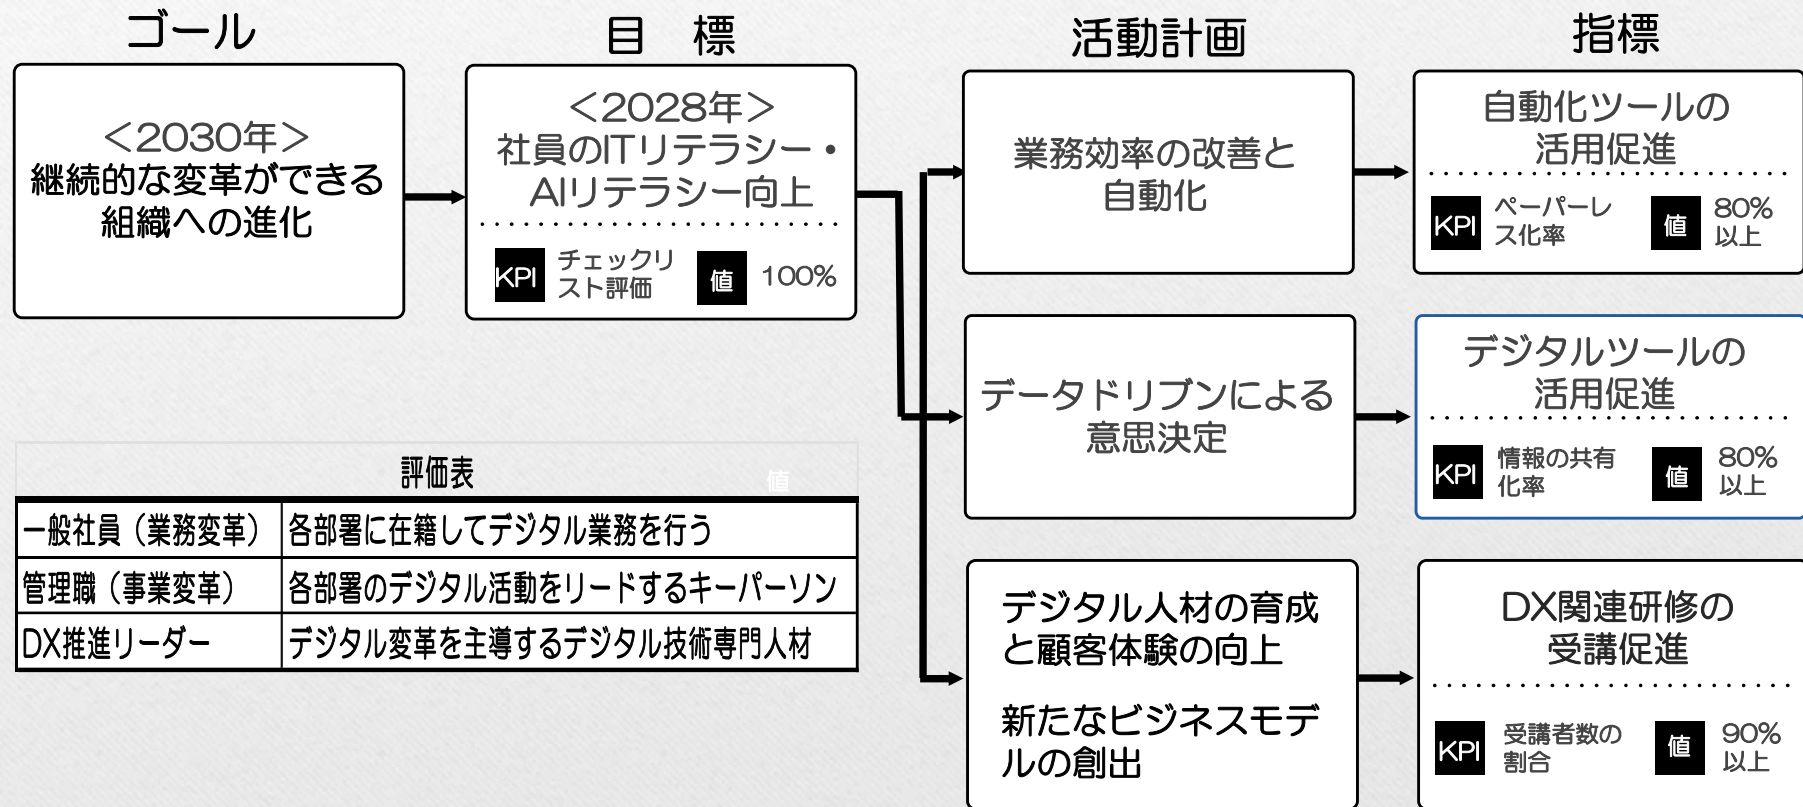 ゴール
目 標
活動計画
指標
＜2030年＞
継続的な変革ができる
組織への進化
＜2028年＞
社員のITリテラシー・
AIリテラシー向上
KPI
チェックリ
スト評価
値
100%
業務効率の改善と
自動化
自動化ツールの
活用促進
KPI
ペーパーレ
ス化率
値
80%
以上
データドリブンによる
意思決定
デジタルツールの
活用促進
KPI
情報の共有
化率
値
80%
以上
デジタル人材の育成
と顧客体験の向上
新たなビジネスモデ
ルの創出
DX関連研修の
受講促進
KPI
受講者数の
割合
値
90%
以上
評価表
値
一般社員（業務変革） 各部署に在籍してデジタル業務を行う
管理職（事業変革） 各部署のデジタル活動をリードするキーパーソン
DX推進リーダー デジタル変革を主導するデジタル技術専門人材